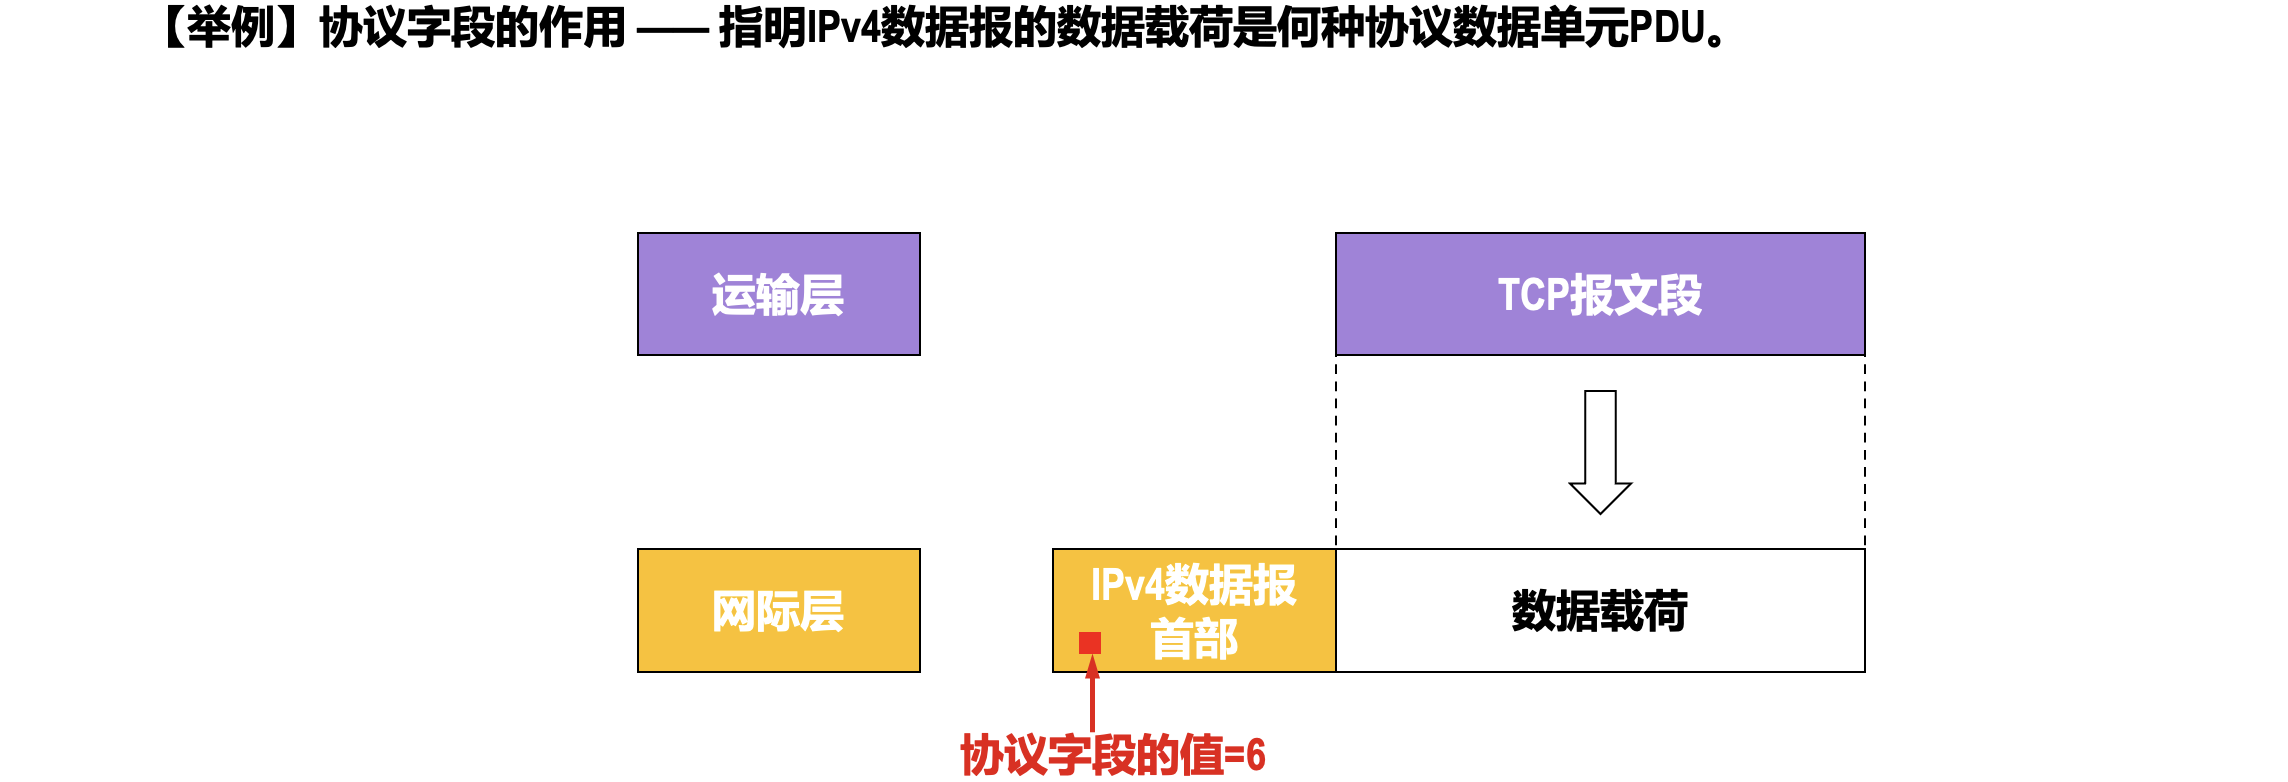 【举例】协议字段的作用 —— 指明IPv4数据报的数据载荷是何种协议数据单元PDU。
运输层
TCP报文段
网际层
IPv4数据报
首部
数据载荷
协议字段的值=6